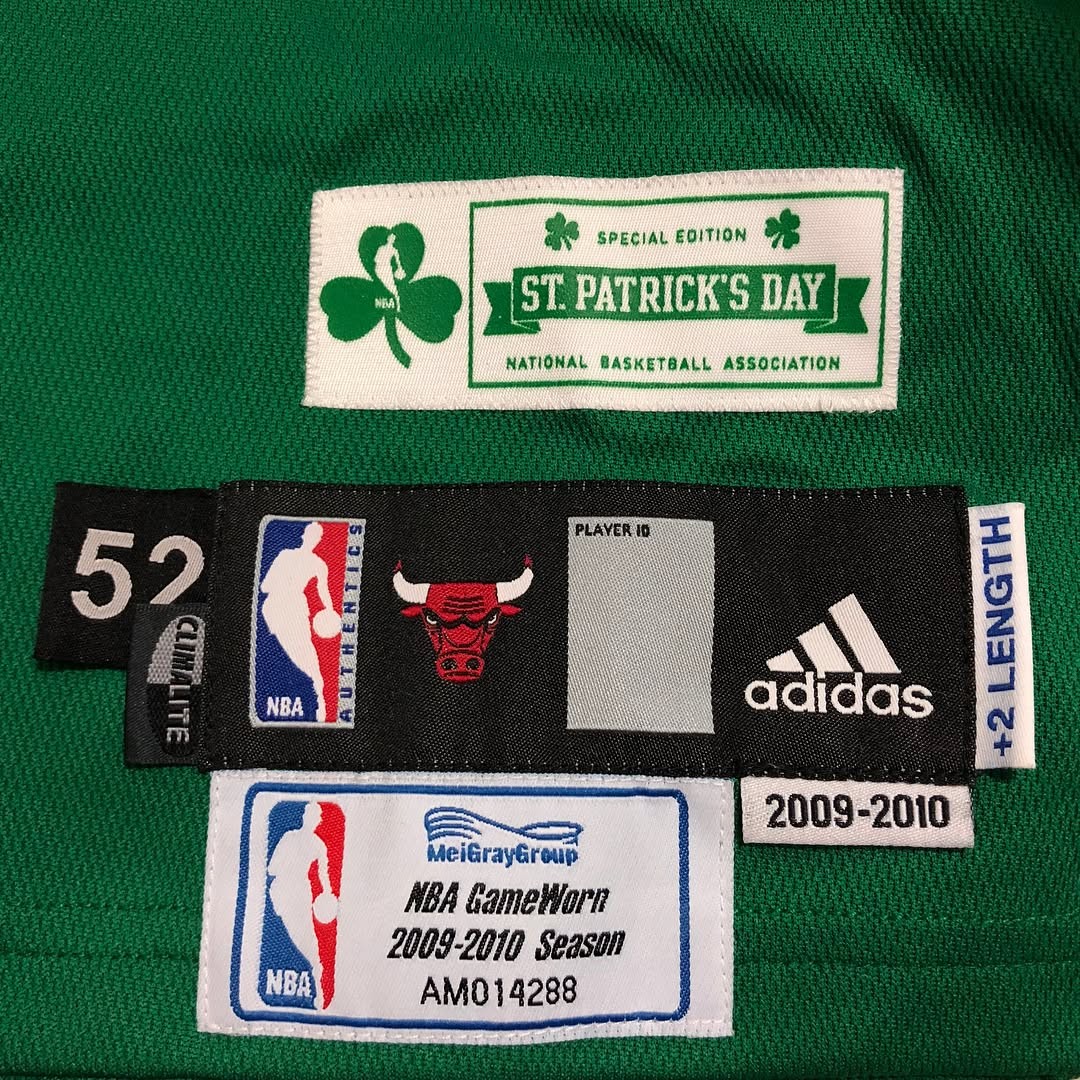 SPECIAL EDITION
NBA
ST. PATRICK'S DAY
NATIONAL BASKETBALL ASSOCIATION
52
CLIMALITE
NBA
AUTHENTICS
PLAYER ID
adidas
+2 LENGTH
2009-2010
MeiGrayGroup
NBA GameWorn
2009-2010 Season
NBA
AM014288